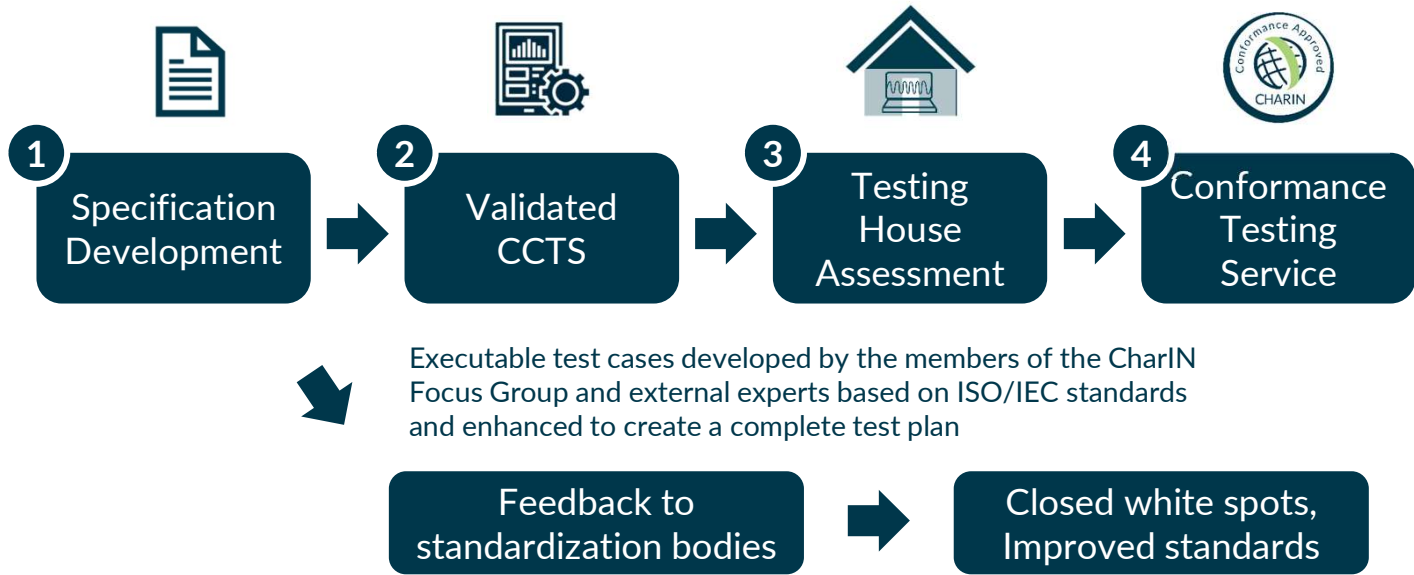 Conformance Approved
CHARIN
1
Specification
Development
2
Validated
CCTS
3
Testing
House
Assessment
4
Conformance
Testing
Service
Executable test cases developed by the members of the CharIN
Focus Group and external experts based on ISO/IEC standards
and enhanced to create a complete test plan
Feedback to
standardization bodies
Closed white spots,
Improved standards